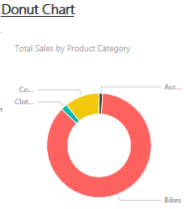 Donut Chart
Total Sales by Product Category
Co...
Acc...
Clot...
Bikes